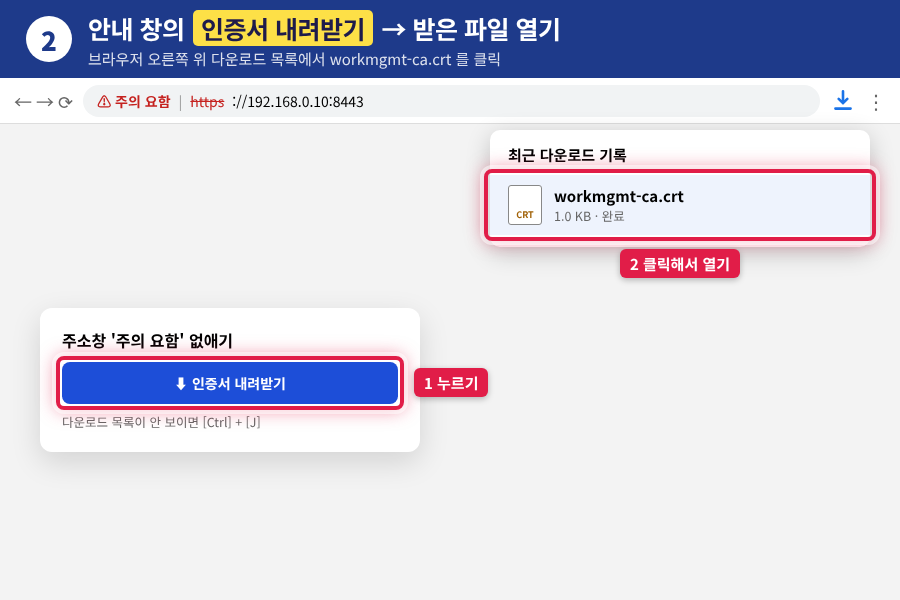 2
안내 창의 인증서 내려받기 → 받은 파일 열기
브라우저 오른쪽 위 다운로드 목록에서 workmgmt-ca.crt 를 클릭
← → ⟳ ⚠ 주의 요함 | https ://192.168.0.10:8443 ⋮
최근 다운로드 기록
CRT
workmgmt-ca.crt
1.0 KB · 완료
2 클릭해서 열기
주소창 '주의 요함' 없애기
⬇ 인증서 내려받기
1 누르기
다운로드 목록이 안 보이면 [Ctrl] + [J]